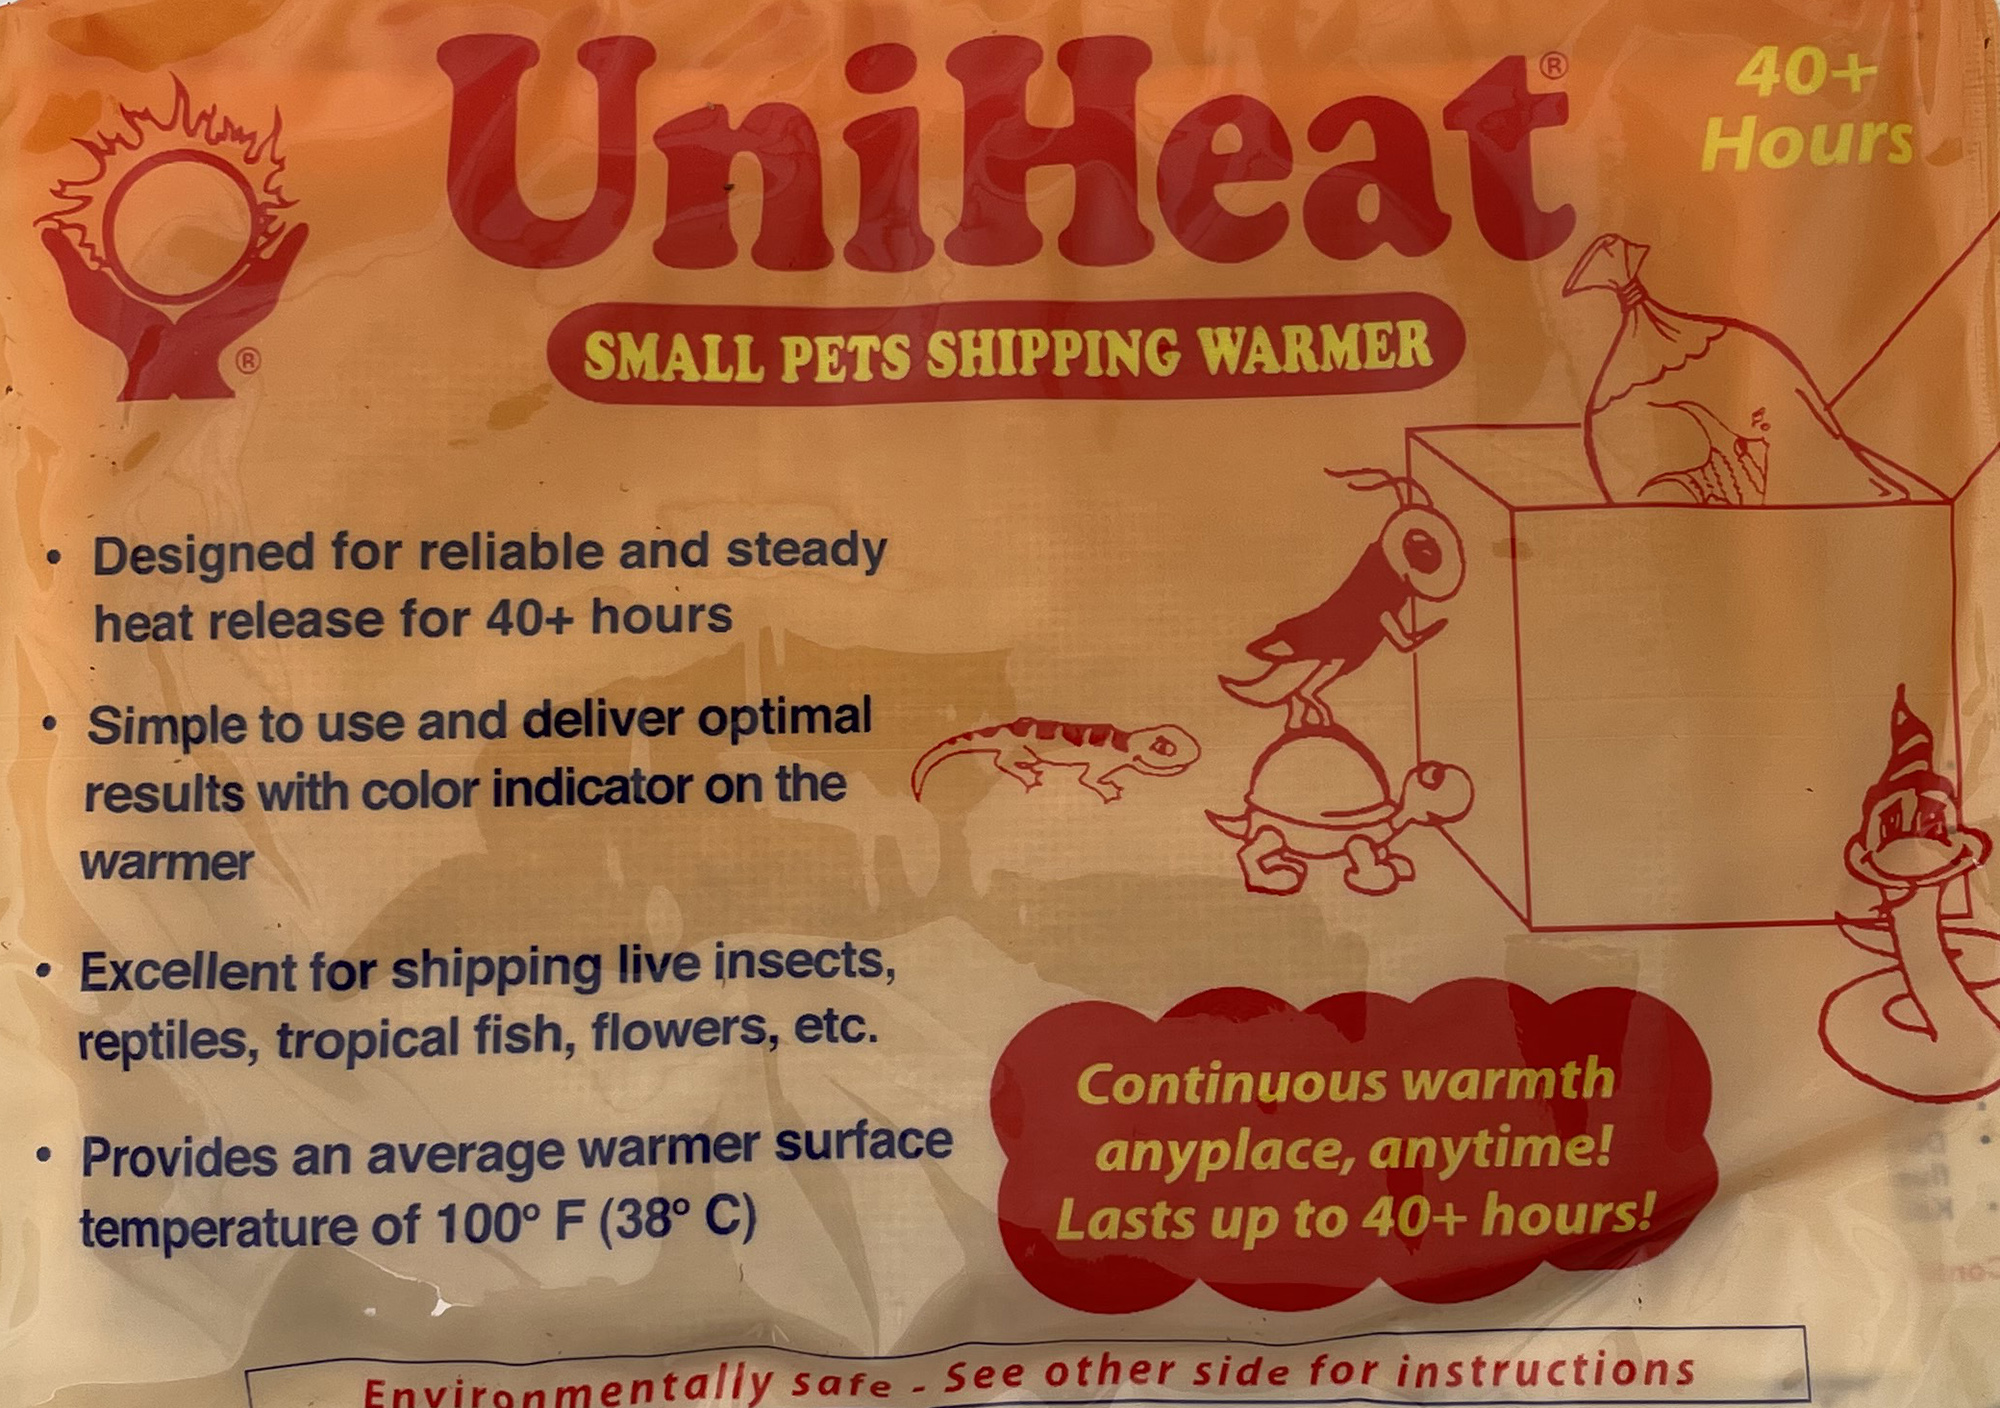 UniHeat®
40+
Hours
®
SMALL PETS SHIPPING WARMER
• Designed for reliable and steady
heat release for 40+ hours
• Simple to use and deliver optimal
results with color indicator on the
warmer
• Excellent for shipping live insects,
reptiles, tropical fish, flowers, etc.
• Provides an average warmer surface
temperature of 100° F (38° C)
Continuous warmth
anyplace, anytime!
Lasts up to 40+ hours!
Environmentally safe - See other side for instructions